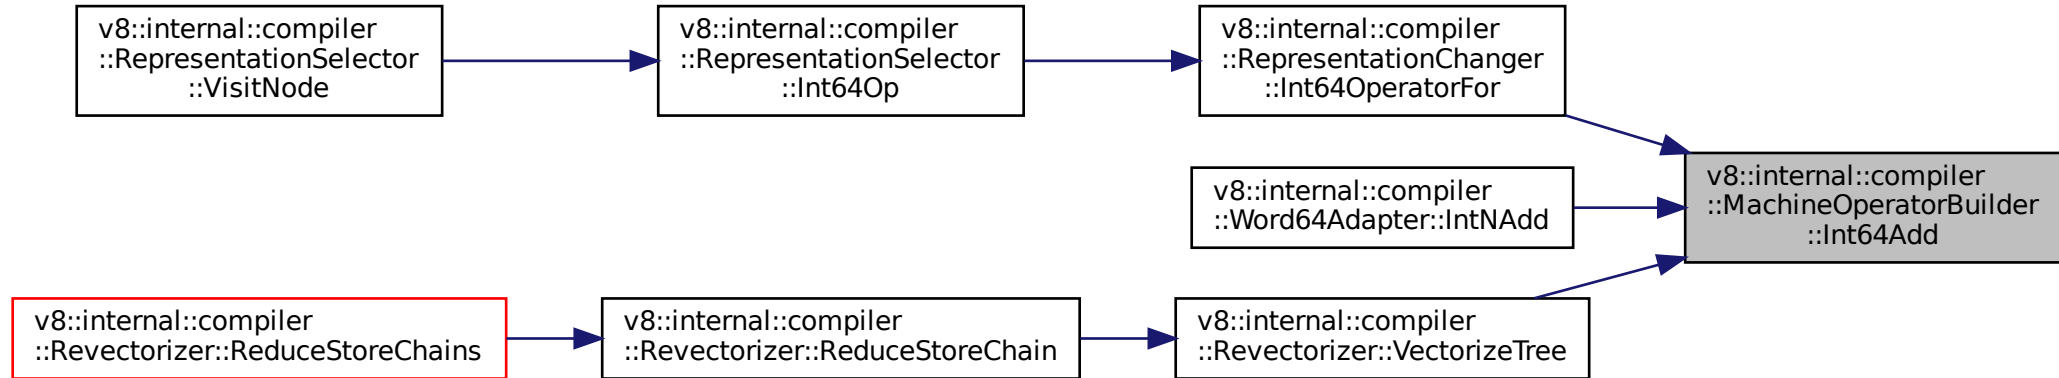 v8::internal::compiler
::RepresentationSelector
::VisitNode
v8::internal::compiler
::RepresentationSelector
::Int64Op
v8::internal::compiler
::RepresentationChanger
::Int64OperatorFor
v8::internal::compiler
::MachineOperatorBuilder
::Int64Add
v8::internal::compiler
::Word64Adapter::IntNAdd
v8::internal::compiler
::Revectorizer::ReduceStoreChains
v8::internal::compiler
::Revectorizer::ReduceStoreChain
v8::internal::compiler
::Revectorizer::VectorizeTree